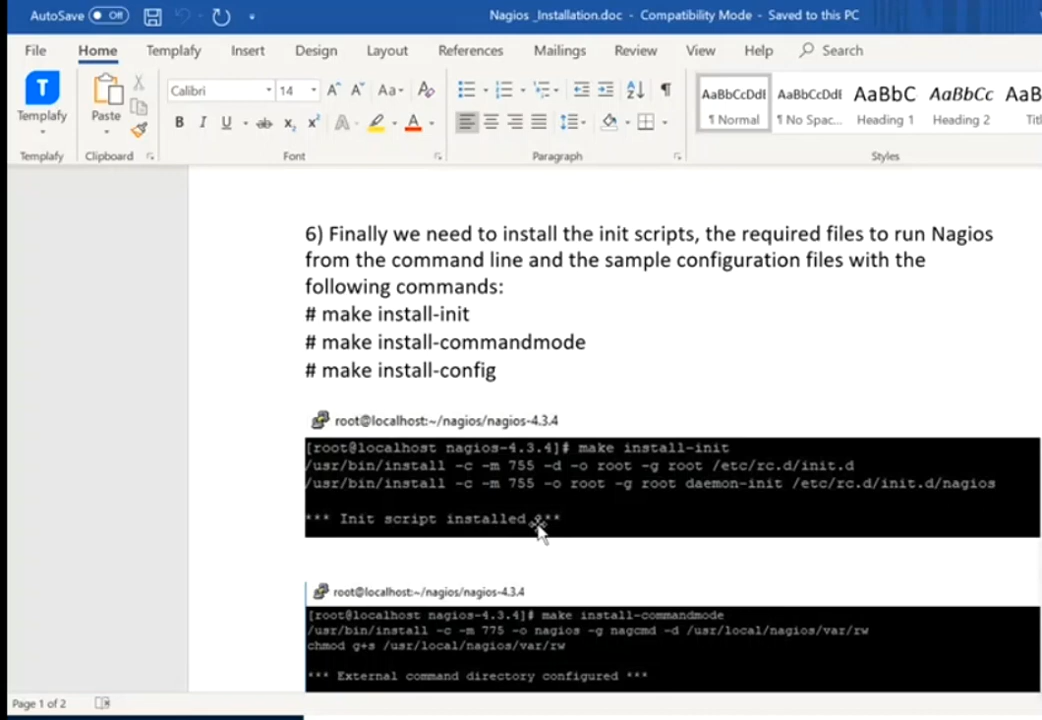 AutoSave Off Nagios _Installation.doc - Compatibility Mode - Saved to this PC
File Home Templafy Insert Design Layout References Mailings Review View Help Search
T
Templafy
Paste
Calibri 14 A^ A Aa A
B I U ab x2 x2 A A
AaBbCcDdI AaBbCcDdI AaBbC AaBbCc AaB
¶ Normal ¶ No Spac... Heading 1 Heading 2 Titl
Templafy Clipboard Font Paragraph Styles
6) Finally we need to install the init scripts, the required files to run Nagios
from the command line and the sample configuration files with the
following commands:
# make install-init
# make install-commandmode
# make install-config
root@localhost:~/nagios/nagios-4.3.4
[root@localhost nagios-4.3.4]# make install-init
/usr/bin/install -c -m 755 -d -o root -g root /etc/rc.d/init.d
/usr/bin/install -c -m 755 -o root -g root daemon-init /etc/rc.d/init.d/nagios
*** Init script installed ***
root@localhost:~/nagios/nagios-4.3.4
[root@localhost nagios-4.3.4]# make install-commandmode
/usr/bin/install -c -m 775 -o nagios -g nagcmd -d /usr/local/nagios/var/rw
chmod g+s /usr/local/nagios/var/rw
*** External command directory configured ***
Page 1 of 2